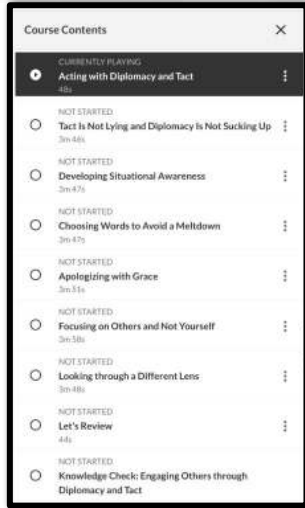 Course Contents
CURRENTLY PLAYING
Acting with Diplomacy and Tact
48s
NOT STARTED
Tact Is Not Lying and Diplomacy Is Not Sucking Up
3m 46s
NOT STARTED
Developing Situational Awareness
3m 47s
NOT STARTED
Choosing Words to Avoid a Meltdown
3m 47s
NOT STARTED
Apologizing with Grace
3m 51s
NOT STARTED
Focusing on Others and Not Yourself
3m 58s
NOT STARTED
Looking through a Different Lens
3m 48s
NOT STARTED
Let's Review
44s
NOT STARTED
Knowledge Check: Engaging Others through
Diplomacy and Tact